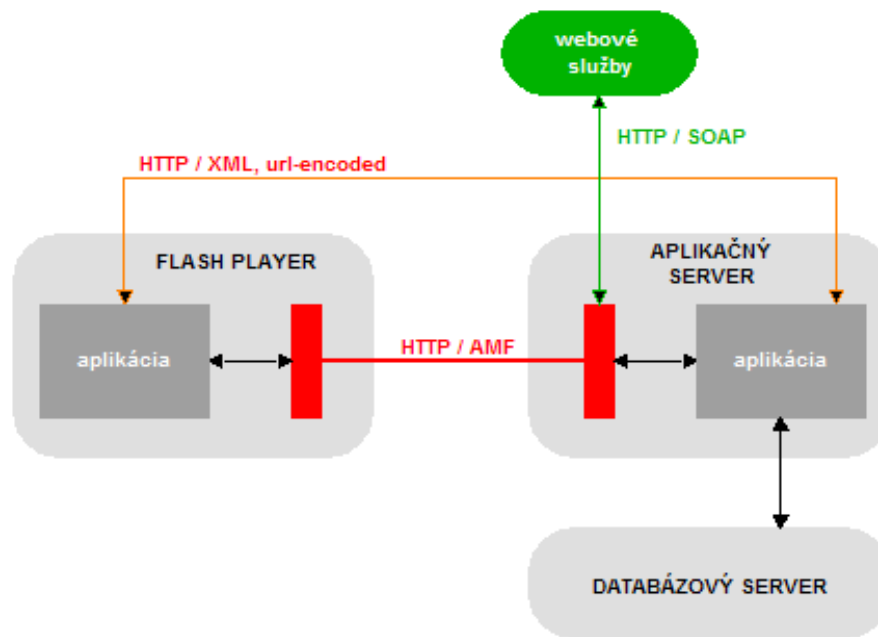 webové
služby
HTTP / SOAP
HTTP / XML, url-encoded
FLASH PLAYER
APLIKAČNÝ
SERVER
aplikácia
HTTP / AMF
aplikácia
DATABÁZOVÝ SERVER